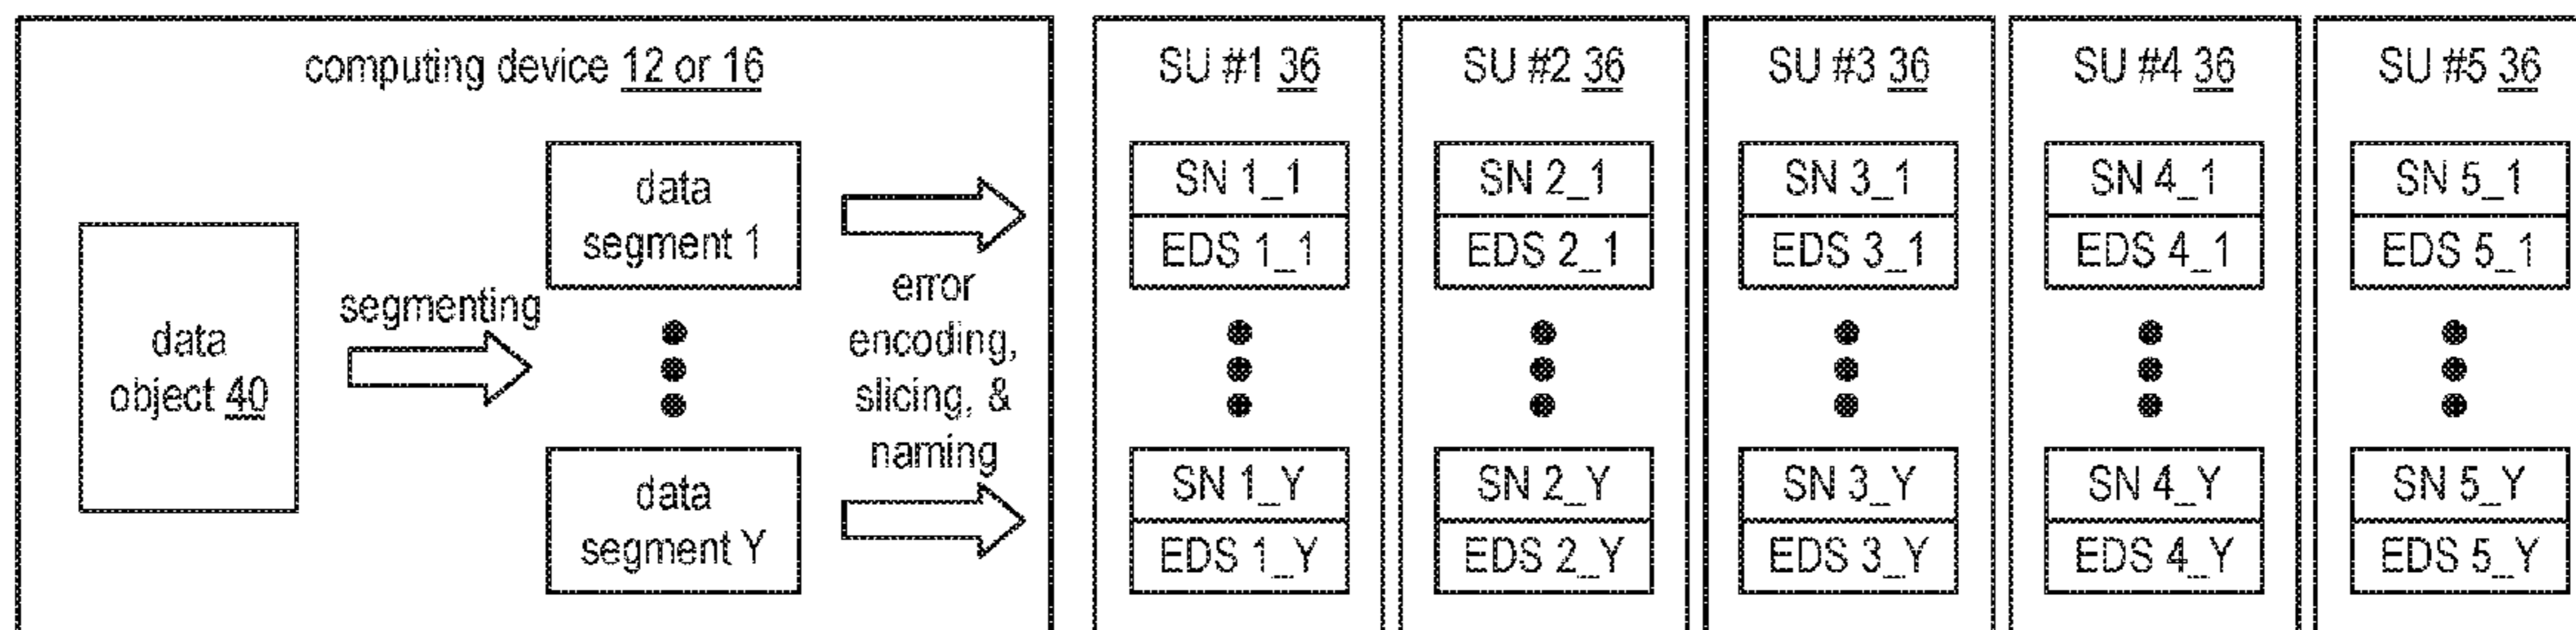 computing device 12 or 16
data
object 40
segmenting
data
segment 1
data
segment Y
error
encoding,
slicing, &
naming
SU #1 36
SN 1_1
EDS 1_1
SN 1_Y
EDS 1_Y
SU #2 36
SN 2_1
EDS 2_1
SN 2_Y
EDS 2_Y
SU #3 36
SN 3_1
EDS 3_1
SN 3_Y
EDS 3_Y
SU #4 36
SN 4_1
EDS 4_1
SN 4_Y
EDS 4_Y
SU #5 36
SN 5_1
EDS 5_1
SN 5_Y
EDS 5_Y